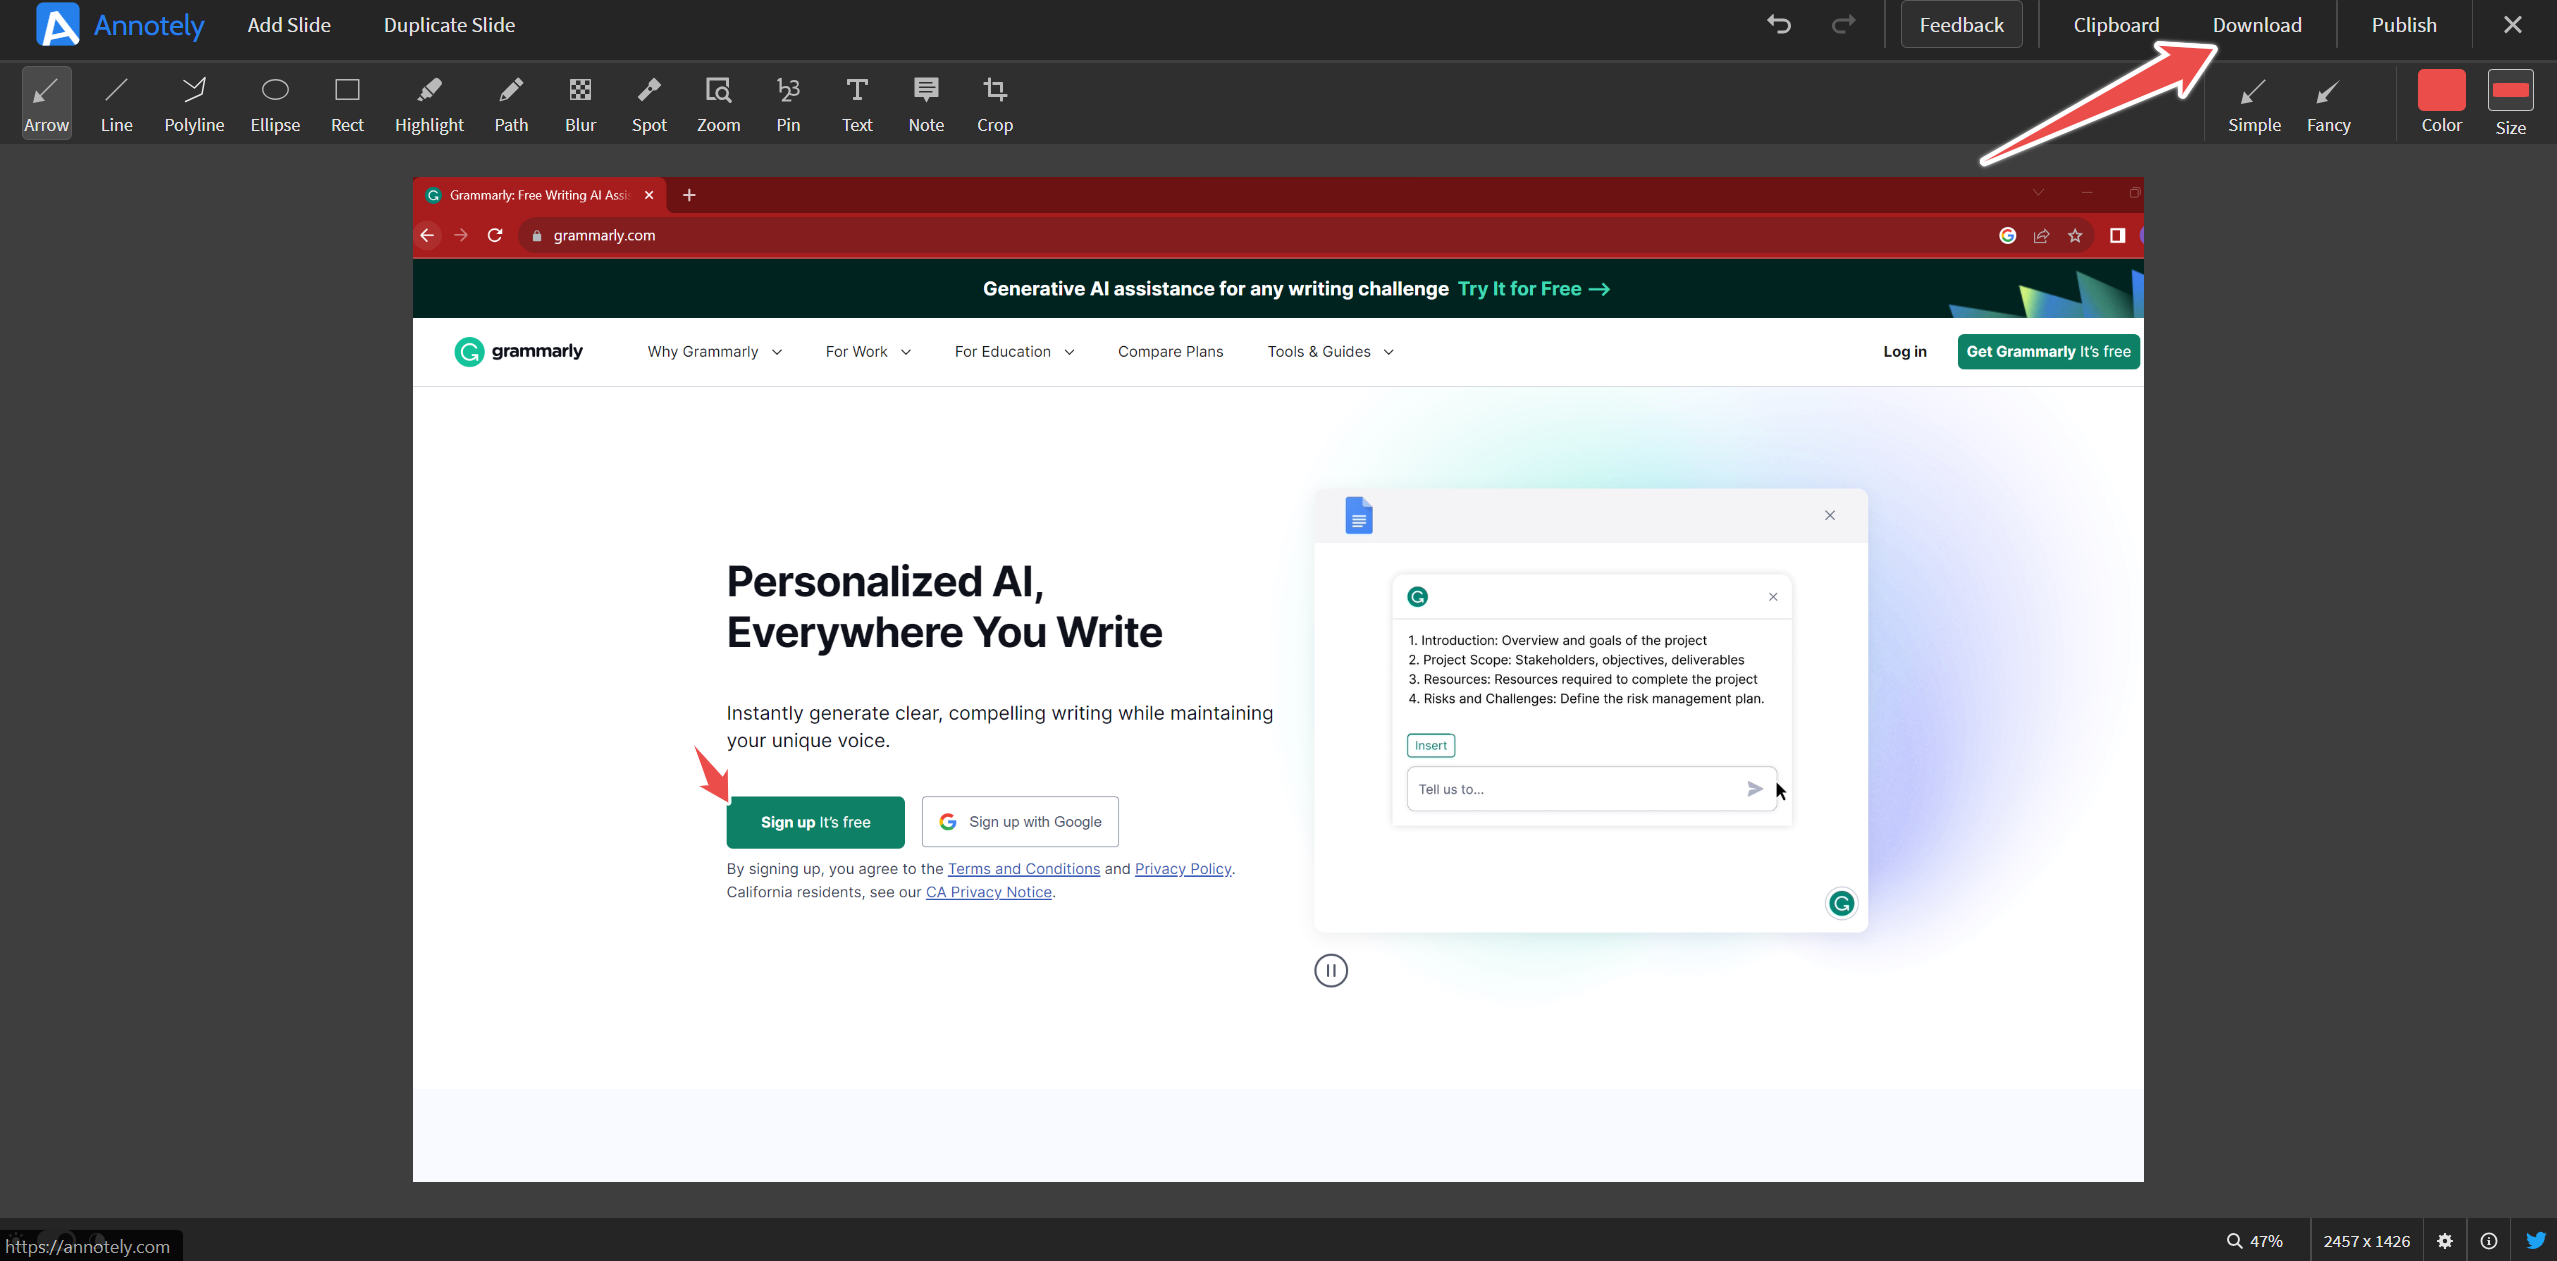 Annotely
Add Slide
Duplicate Slide
Feedback
Clipboard
Download
Publish
Arrow
Line
Polyline
Ellipse
Rect
Highlight
Path
Blur
Spot
Zoom
123
Pin
Text
Note
Crop
Simple
Fancy
Color
Size
Grammarly: Free Writing AI Assis
grammarly.com
Generative AI assistance for any writing challenge Try It for Free →
grammarly
Why Grammarly
For Work
For Education
Compare Plans
Tools & Guides
Log in
Get Grammarly It's free
Personalized AI,
Everywhere You Write
Instantly generate clear, compelling writing while maintaining
your unique voice.
Sign up It's free
Sign up with Google
By signing up, you agree to the Terms and Conditions and Privacy Policy.
California residents, see our CA Privacy Notice.
1. Introduction: Overview and goals of the project
2. Project Scope: Stakeholders, objectives, deliverables
3. Resources: Resources required to complete the project
4. Risks and Challenges: Define the risk management plan.
Insert
Tell us to...
https://annotely.com
47%
2457 x 1426